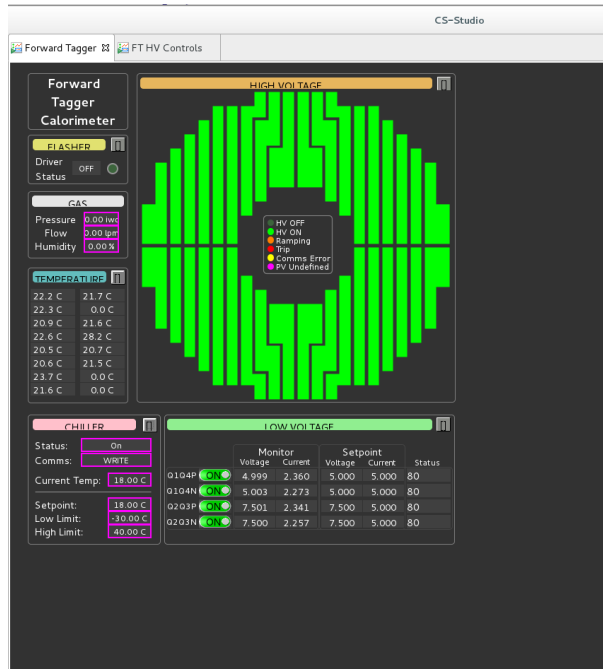 CS-Studio
Forward Tagger
FT HV Controls
Forward
Tagger
Calorimeter
HIGH VOLTAGE
HV OFF
HV ON
Ramping
Trip
Comms Error
PV Undefined
FLASHER
Driver
Status
OFF
GAS
Pressure 0.00 iwc
Flow 0.00 lpm
Humidity 0.00 %
TEMPERATURE
22.2 C 21.7 C
22.3 C 0.0 C
20.9 C 21.6 C
22.6 C 28.2 C
20.5 C 20.7 C
20.6 C 21.5 C
23.7 C 0.0 C
21.6 C 0.0 C
CHILLER
Status: On
Comms: WRITE
Current Temp: 18.00 C
Setpoint: 18.00 C
Low Limit: -30.00 C
High Limit: 40.00 C
LOW VOLTAGE
Monitor Setpoint
Voltage Current Voltage Current Status
Q1Q4P ON 4.999 2.360 5.000 5.000 80
Q1Q4N ON 5.003 2.273 5.000 5.000 80
Q2Q3P ON 7.501 2.341 7.500 5.000 80
Q2Q3N ON 7.500 2.257 7.500 5.000 80